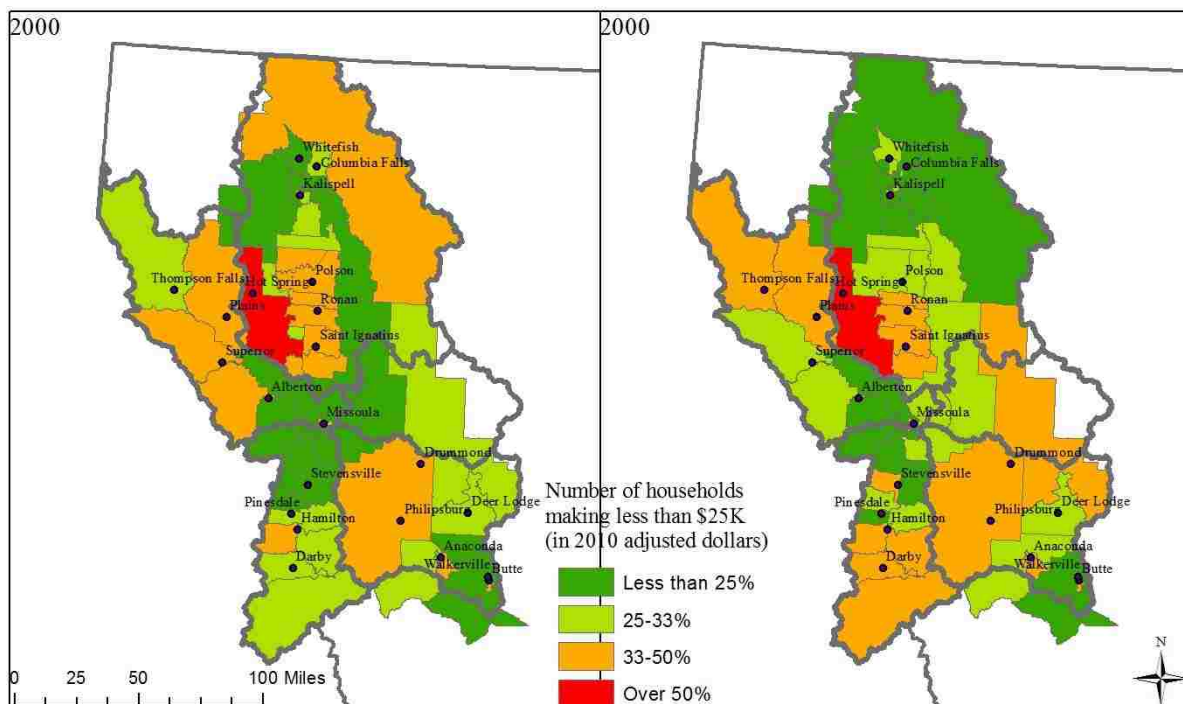 2000
Whitefish
Columbia Falls
Kalispell
Thompson Falls
Hot Spring
Polson
Plains
Ronan
Superior
Saint Ignatius
Alberton
Missoula
Drummond
Stevensville
Pinesdale
Deer Lodge
Hamilton
Philipsburg
Darby
Anaconda
Walkerville
Butte
0 25 50 100 Miles
Number of households
making less than $25K
(in 2010 adjusted dollars)
Less than 25%
25-33%
33-50%
Over 50%
2000
Whitefish
Columbia Falls
Kalispell
Thompson Falls
Hot Spring
Polson
Plains
Ronan
Superior
Saint Ignatius
Alberton
Missoula
Drummond
Stevensville
Pinesdale
Deer Lodge
Hamilton
Philipsburg
Darby
Anaconda
Walkerville
Butte
N